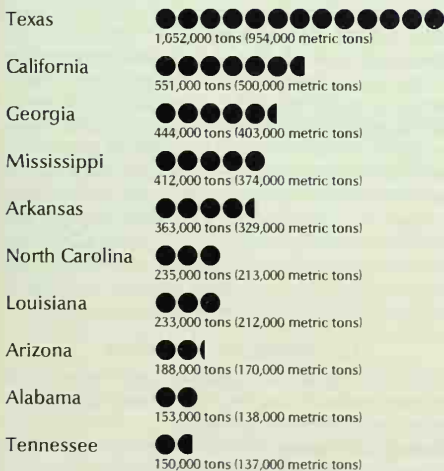 Texas
1,052,000 tons (954,000 metric tons)
California
551,000 tons (500,000 metric tons)
Georgia
444,000 tons (403,000 metric tons)
Mississippi
412,000 tons (374,000 metric tons)
Arkansas
363,000 tons (329,000 metric tons)
North Carolina
235,000 tons (213,000 metric tons)
Louisiana
233,000 tons (212,000 metric tons)
Arizona
188,000 tons (170,000 metric tons)
Alabama
153,000 tons (138,000 metric tons)
Tennessee
150,000 tons (137,000 metric tons)